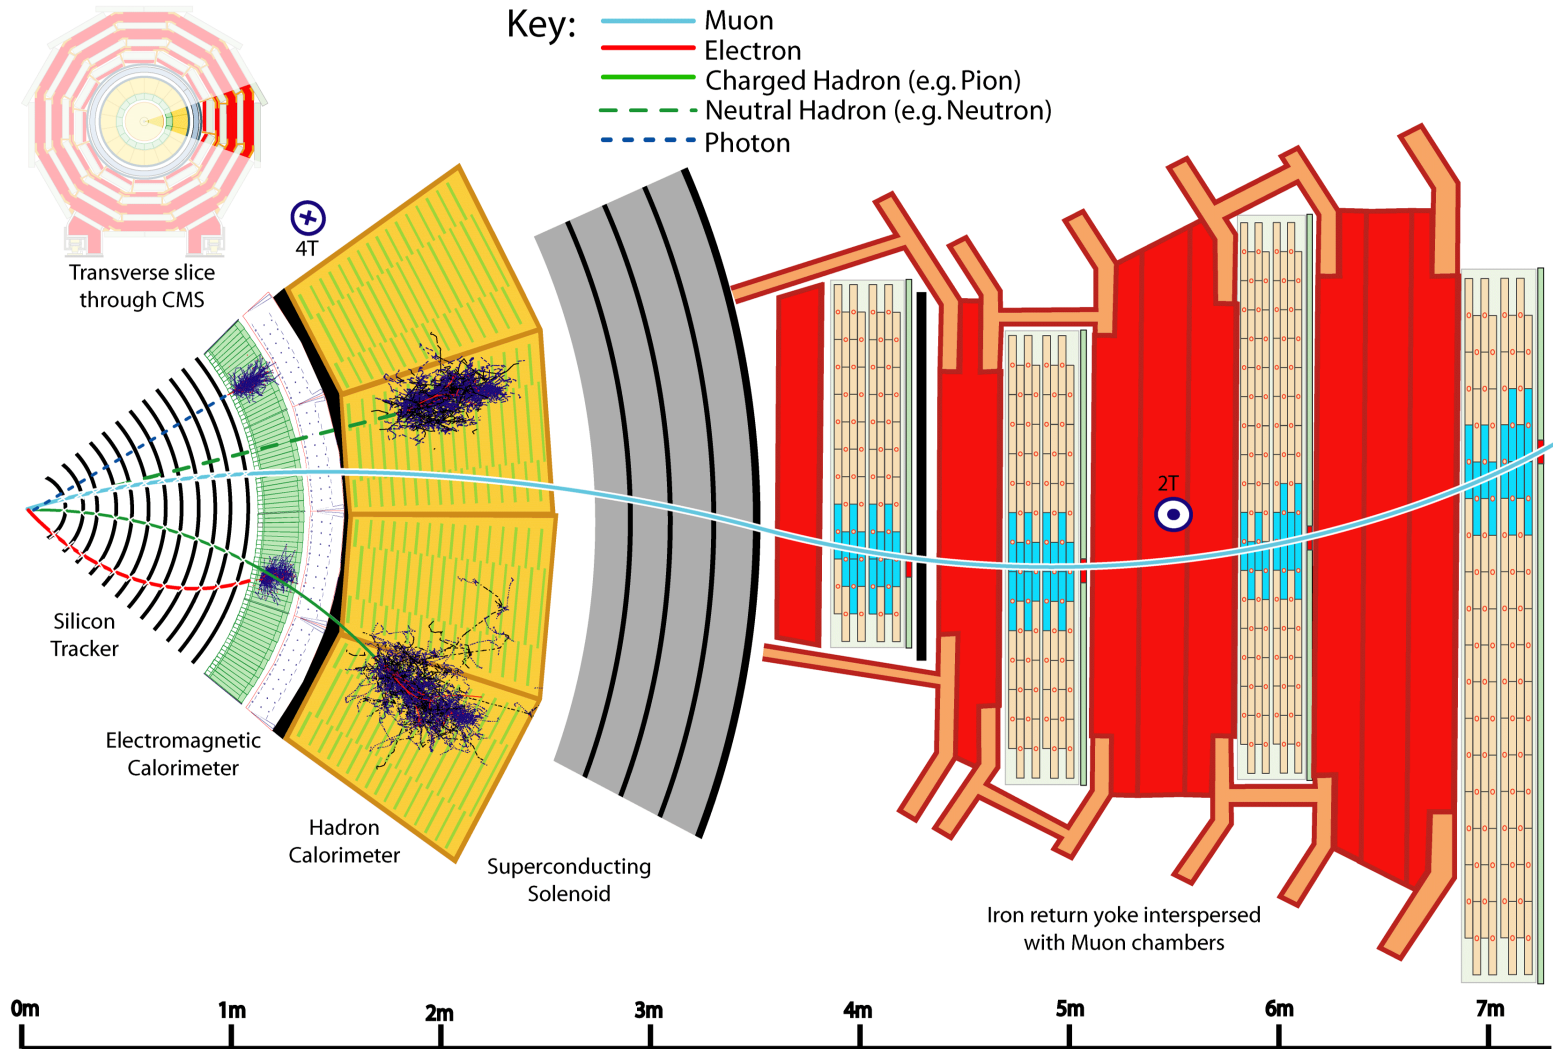 Key:
Muon
Electron
Charged Hadron (e.g. Pion)
Neutral Hadron (e.g. Neutron)
Photon
Transverse slice
through CMS
4T
2T
Silicon
Tracker
Electromagnetic
Calorimeter
Hadron
Calorimeter
Superconducting
Solenoid
Iron return yoke interspersed
with Muon chambers
0m 1m 2m 3m 4m 5m 6m 7m